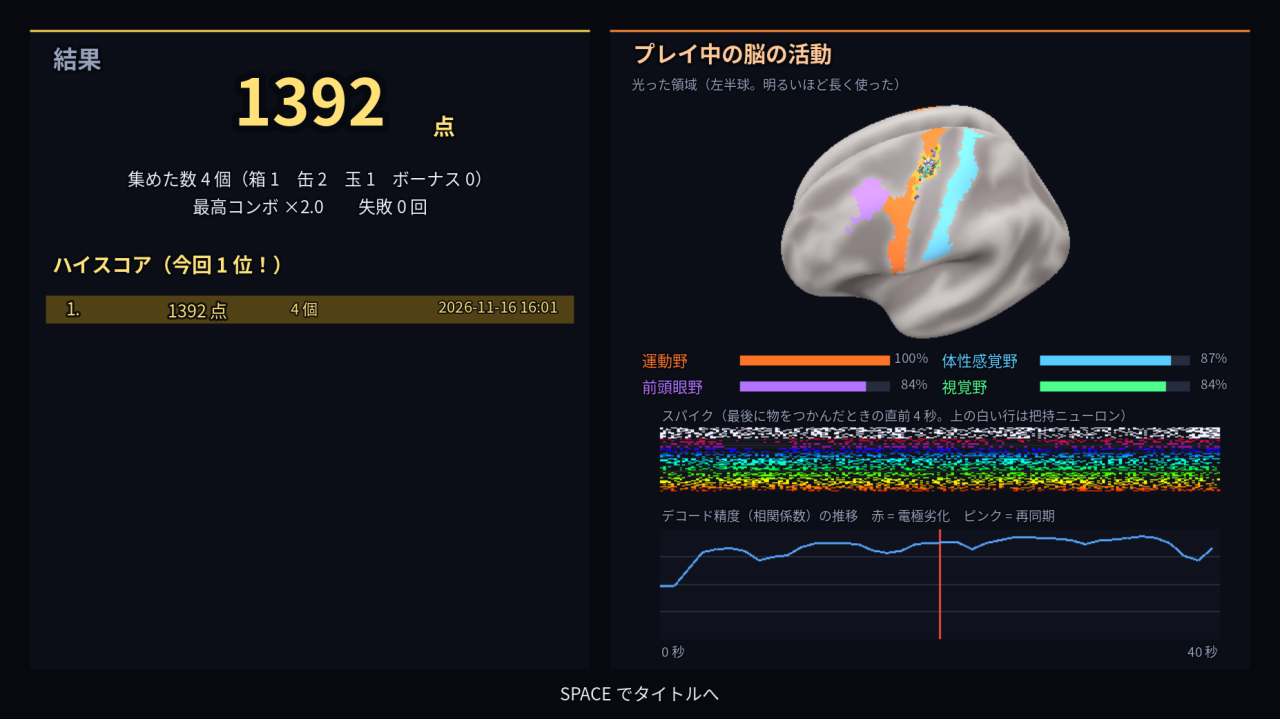 結果
1392 点
集めた数 4 個（箱 1　缶 2　玉 1　ボーナス 0）
最高コンボ ×2.0　　失敗 0 回
ハイスコア（今回 1 位！）
1. 1392 点 4 個 2026-11-16 16:01
プレイ中の脳の活動
光った領域（左半球。明るいほど長く使った）
運動野 100% 体性感覚野 87%
前頭眼野 84% 視覚野 84%
スパイク（最後に物をつかんだときの直前 4 秒。上の白い行は把持ニューロン）
デコード精度（相関係数）の推移　赤 = 電極劣化　ピンク = 再同期
0 秒 40 秒
SPACE でタイトルへ